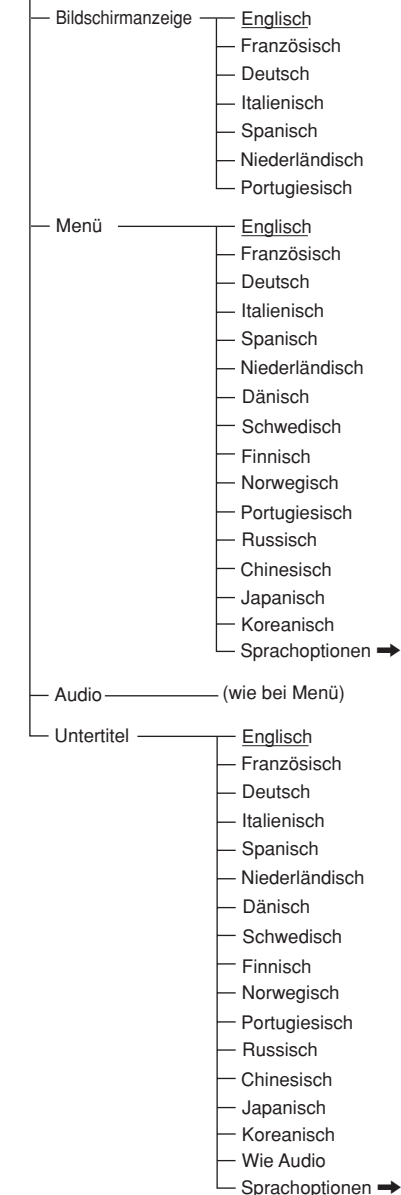 Bildschirmanzeige Englisch
Französisch
Deutsch
Italienisch
Spanisch
Niederländisch
Portugiesisch
Menü Englisch
Französisch
Deutsch
Italienisch
Spanisch
Niederländisch
Dänisch
Schwedisch
Finnisch
Norwegisch
Portugiesisch
Russisch
Chinesisch
Japanisch
Koreanisch
Sprachoptionen ➡
Audio (wie bei Menü)
Untertitel Englisch
Französisch
Deutsch
Italienisch
Spanisch
Niederländisch
Dänisch
Schwedisch
Finnisch
Norwegisch
Portugiesisch
Russisch
Chinesisch
Japanisch
Koreanisch
Wie Audio
Sprachoptionen ➡